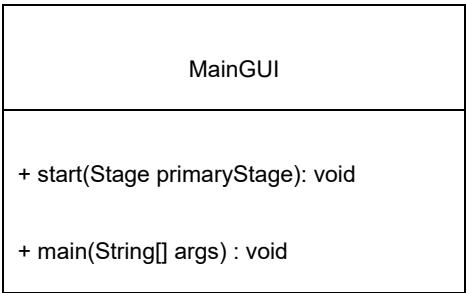 MainGUI
+ start(Stage primaryStage): void
+ main(String[] args) : void